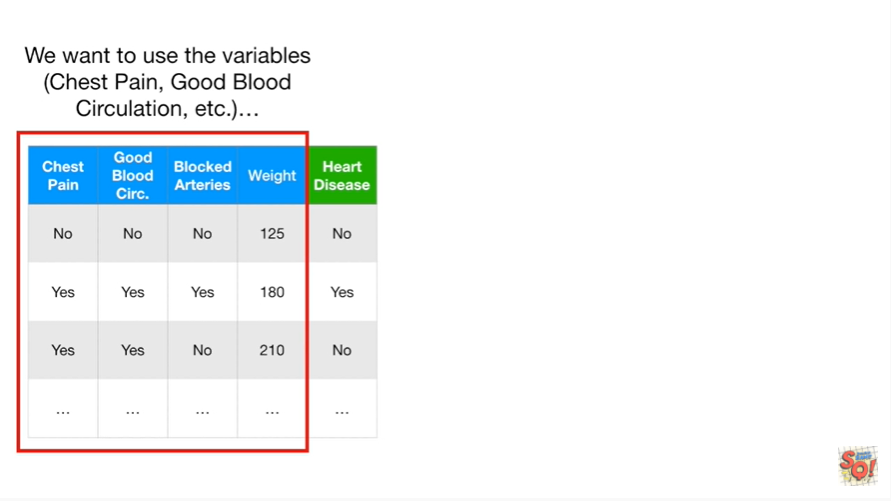 We want to use the variables
(Chest Pain, Good Blood
Circulation, etc.)…
Chest Pain Good Blood Circ. Blocked Arteries Weight Heart Disease
No No No 125 No
Yes Yes Yes 180 Yes
Yes Yes No 210 No
… … … … …
SQ!